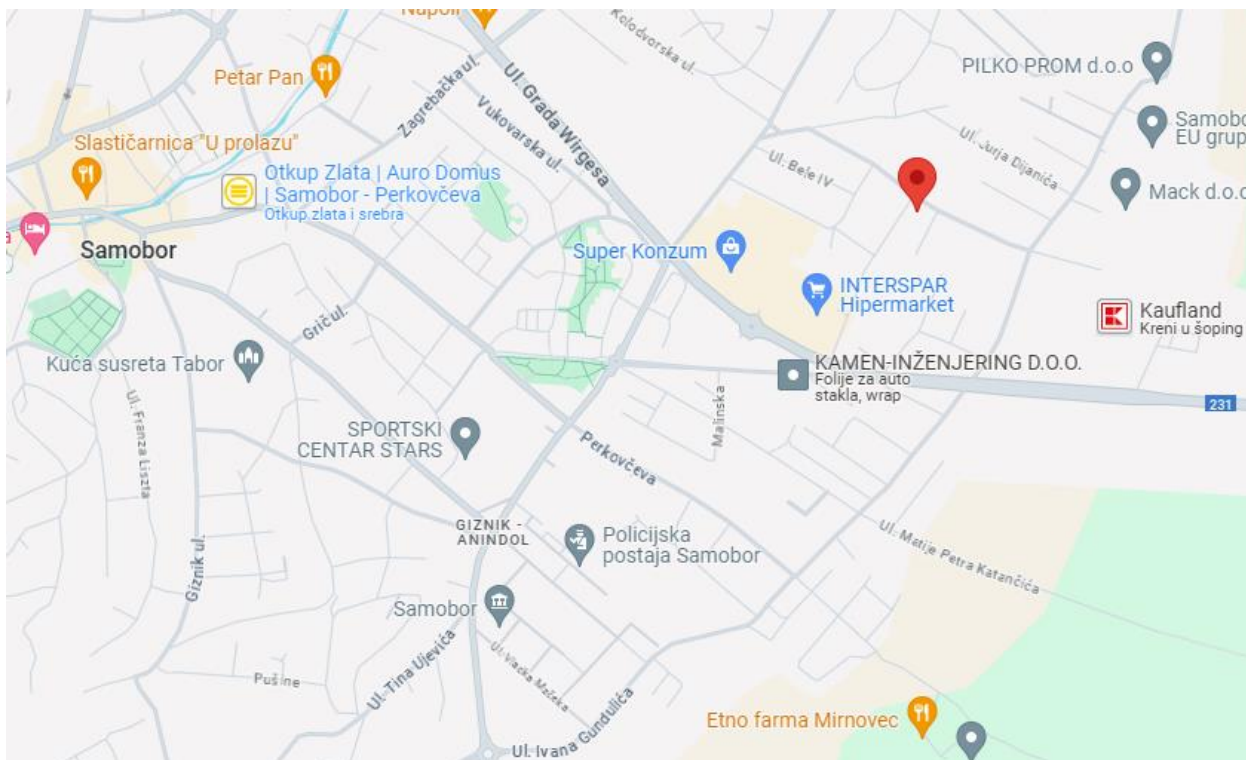 Napoli
Kolodvorska ul.
PILKO PROM d.o.o
Petar Pan
Zagrebačka ul.
Ul. Grada Wirgesa
Vukovarska ul.
Samobo
EU grup
Slastičarnica "U prolazu"
Ul. Jurja Dijanića
Ul. Bele IV
Otkup Zlata | Auro Domus
| Samobor - Perkovčeva
Otkup zlata i srebra
Mack d.o.o
a
Samobor
Super Konzum
INTERSPAR
Hipermarket
Kaufland
Kreni u šoping
Grič ul.
Kuća susreta Tabor
KAMEN-INŽENJERING D.O.O.
Folije za auto
stakla, wrap
231
Ul. Franza Liszta
Malinska
SPORTSKI
CENTAR STARS
Perkovčeva
GIZNIK -
ANINDOL
Policijska
postaja Samobor
Ul. Matije Petra Katančića
Giznik ul.
Samobor
Ul. Tina Ujevića
Ul. Vlatka Mačeka
Pušine
Ul. Ivana Gundulića
Etno farma Mirnovec